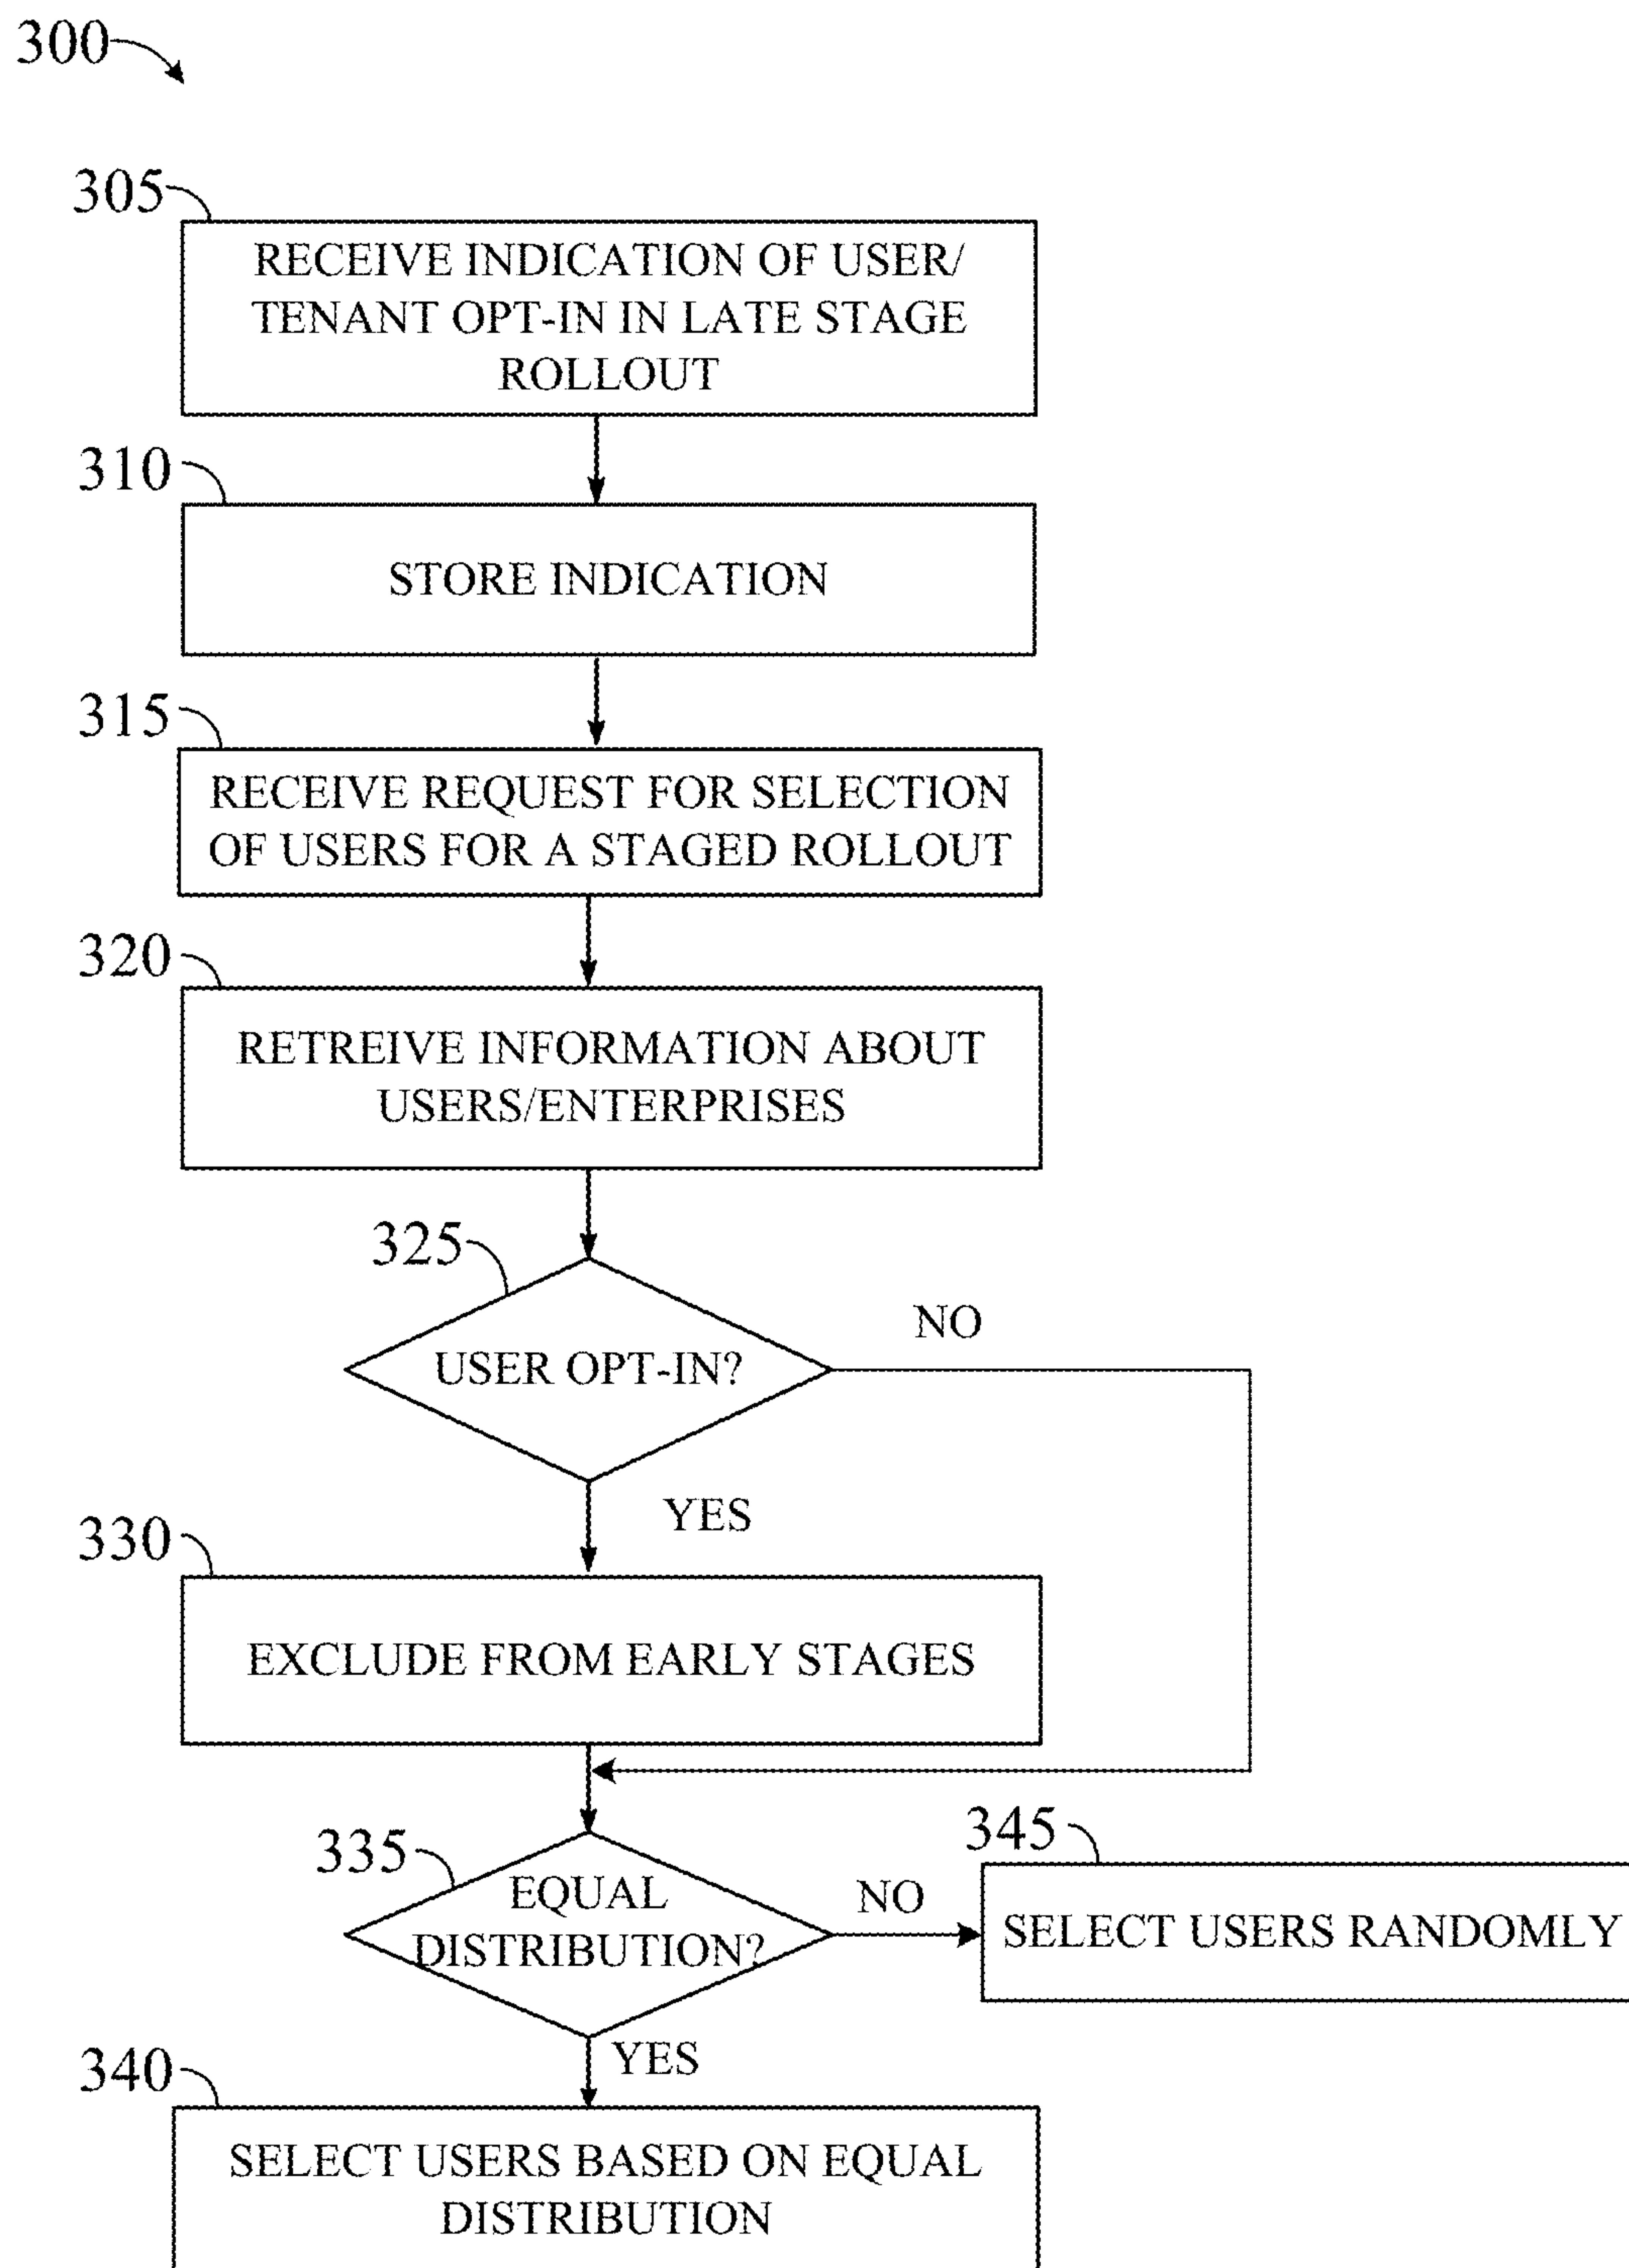 300
305
RECEIVE INDICATION OF USER/
TENANT OPT-IN IN LATE STAGE
ROLLOUT
310
STORE INDICATION
315
RECEIVE REQUEST FOR SELECTION
OF USERS FOR A STAGED ROLLOUT
320
RETREIVE INFORMATION ABOUT
USERS/ENTERPRISES
325
USER OPT-IN?
NO
YES
330
EXCLUDE FROM EARLY STAGES
335
EQUAL
DISTRIBUTION?
NO
345
SELECT USERS RANDOMLY
YES
340
SELECT USERS BASED ON EQUAL
DISTRIBUTION